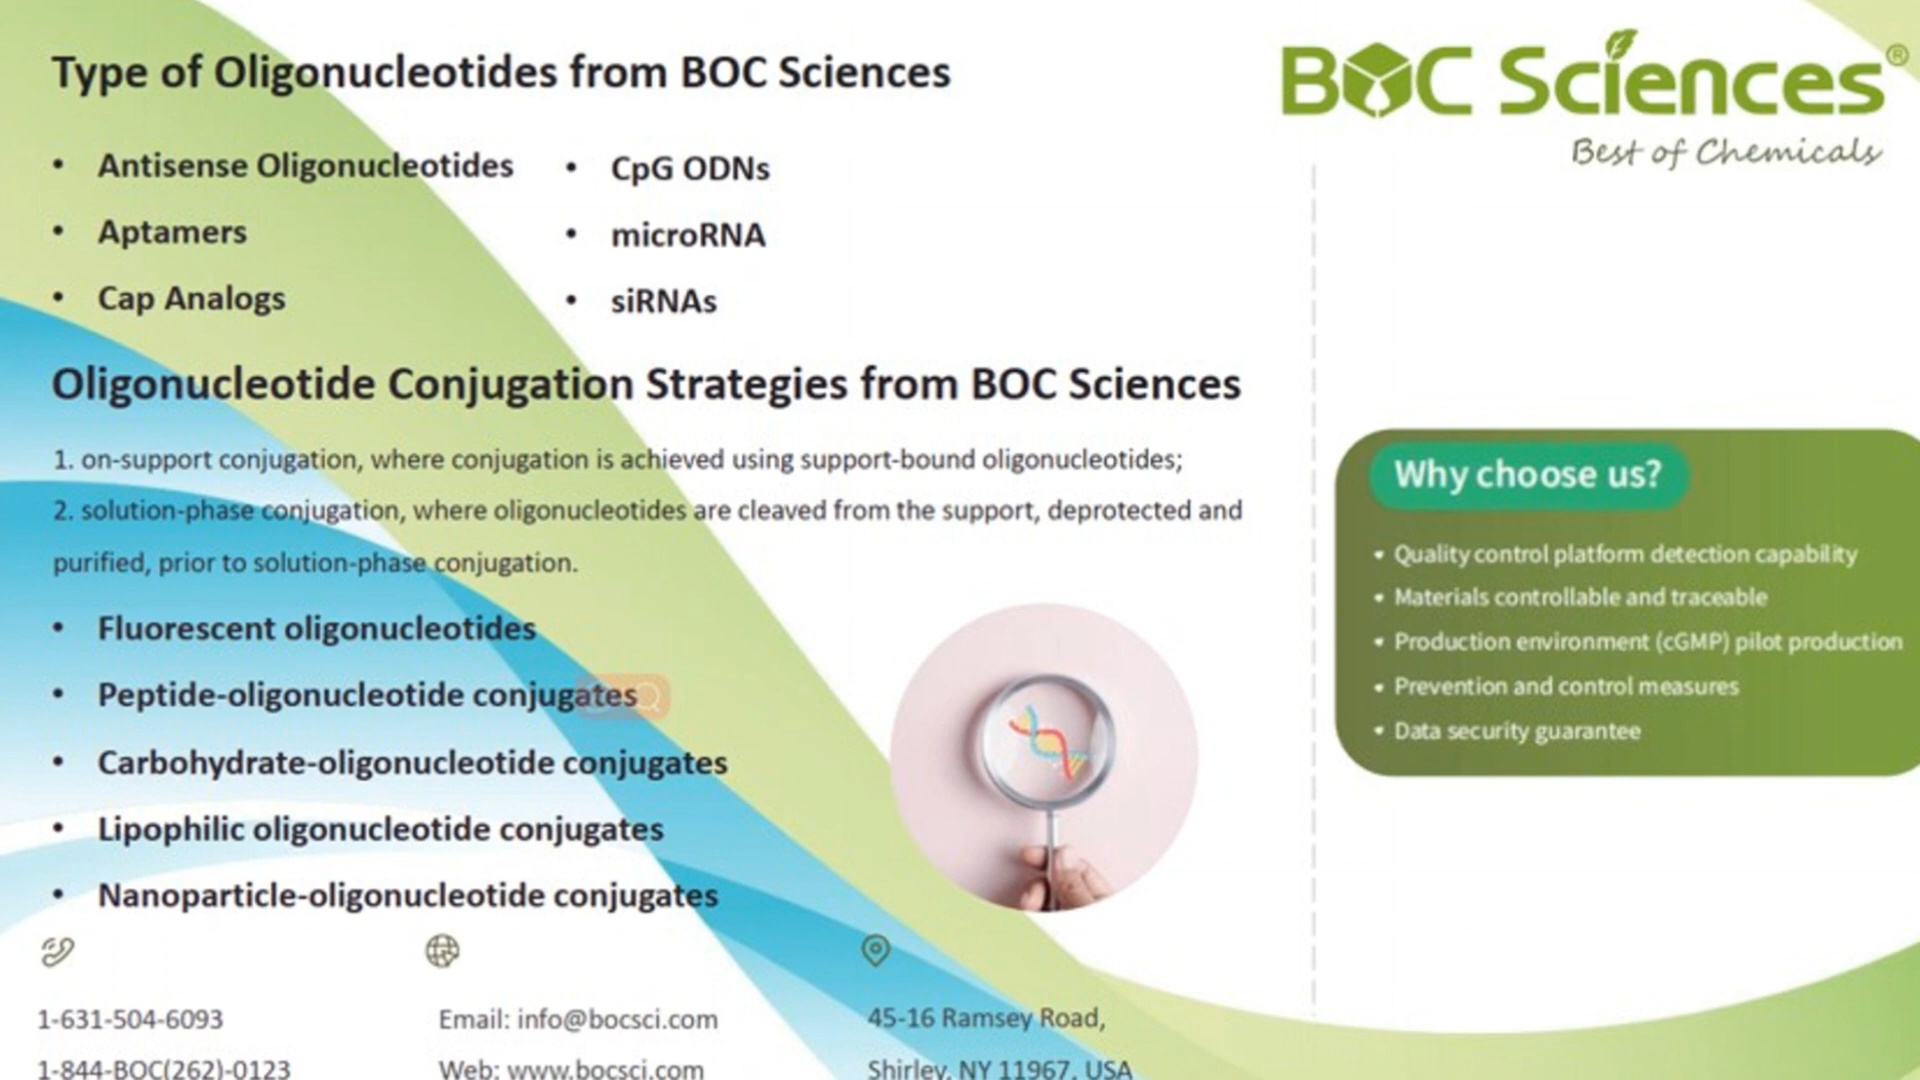 Type of Oligonucleotides from BOC Sciences
• Antisense Oligonucleotides
• Aptamers
• Cap Analogs
• CpG ODNs
• microRNA
• siRNAs
Oligonucleotide Conjugation Strategies from BOC Sciences
1. on-support conjugation, where conjugation is achieved using support-bound oligonucleotides;
2. solution-phase conjugation, where oligonucleotides are cleaved from the support, deprotected and
purified, prior to solution-phase conjugation.
• Fluorescent oligonucleotides
• Peptide-oligonucleotide conjugates
• Carbohydrate-oligonucleotide conjugates
• Lipophilic oligonucleotide conjugates
• Nanoparticle-oligonucleotide conjugates
1-631-504-6093
1-844-BOC(262)-0123
Email: info@bocsci.com
Web: www.bocsci.com
45-16 Ramsey Road,
Shirley, NY 11967, USA
BOC Sciences®
Best of Chemicals
Why choose us?
• Quality control platform detection capability
• Materials controllable and traceable
• Production environment (cGMP) pilot production
• Prevention and control measures
• Data security guarantee